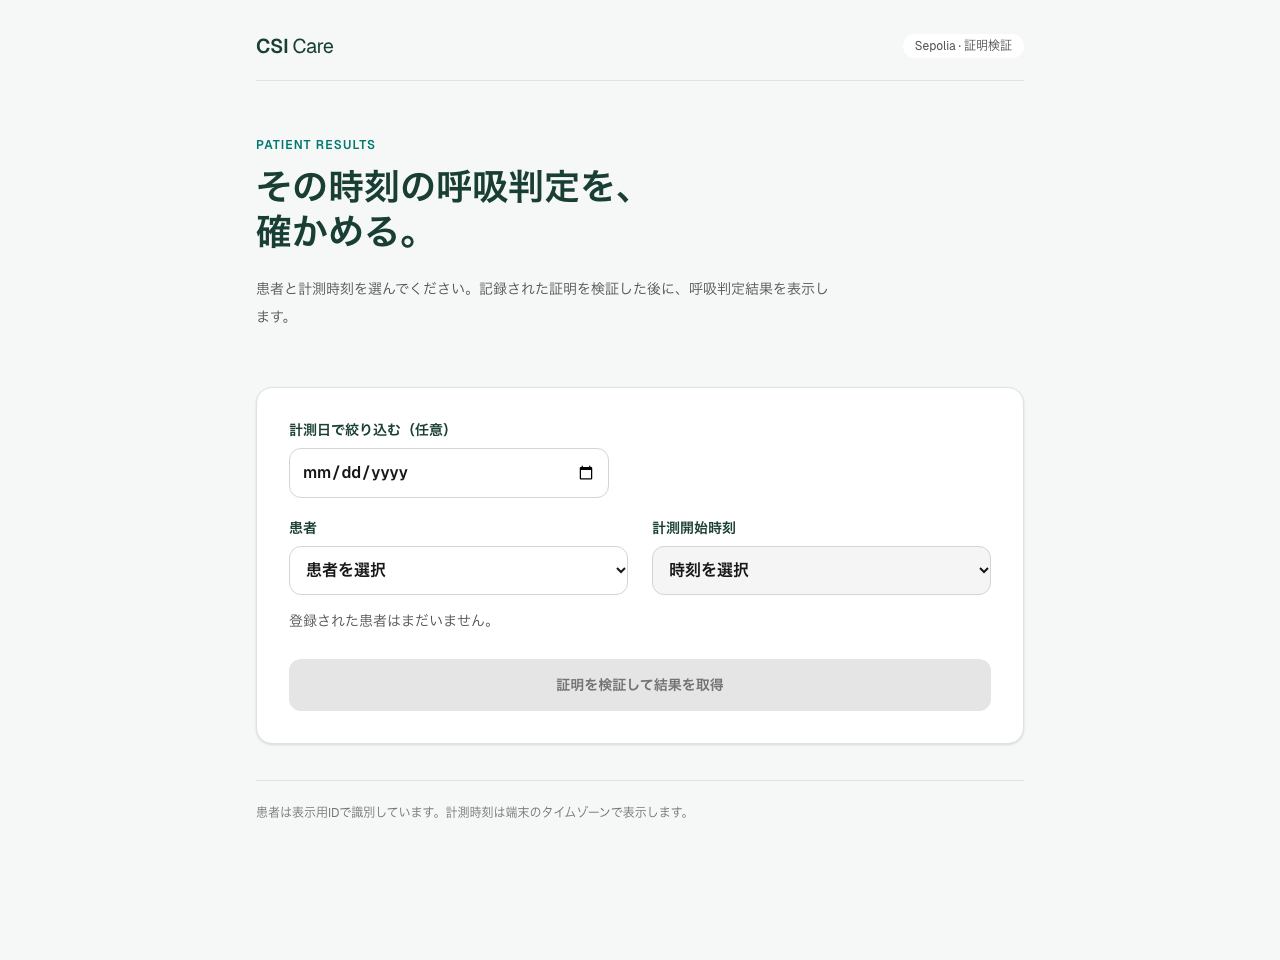 CSI Care
Sepolia · 証明検証
PATIENT RESULTS
その時刻の呼吸判定を、
確かめる。
患者と計測時刻を選んでください。記録された証明を検証した後に、呼吸判定結果を表示し
ます。
計測日で絞り込む（任意）
mm/dd/yyyy
患者
計測開始時刻
患者を選択
時刻を選択
登録された患者はまだいません。
証明を検証して結果を取得
患者は表示用IDで識別しています。計測時刻は端末のタイムゾーンで表示します。